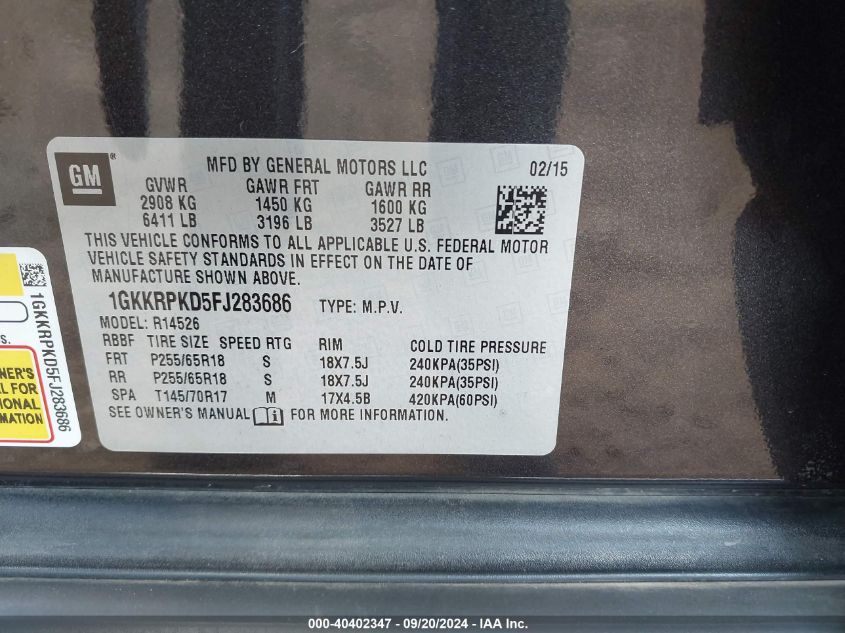 GM ®
MFD BY GENERAL MOTORS LLC 02/15
GVWR GAWR FRT GAWR RR
2908 KG 1450 KG 1600 KG
6411 LB 3196 LB 3527 LB
THIS VEHICLE CONFORMS TO ALL APPLICABLE U.S. FEDERAL MOTOR
VEHICLE SAFETY STANDARDS IN EFFECT ON THE DATE OF
MANUFACTURE SHOWN ABOVE.
1GKKRPKD5FJ283686 TYPE: M.P.V.
MODEL: R14526
RBBF TIRE SIZE SPEED RTG RIM COLD TIRE PRESSURE
FRT P255/65R18 S 18X7.5J 240KPA(35PSI)
RR P255/65R18 S 18X7.5J 240KPA(35PSI)
SPA T145/70R17 M 17X4.5B 420KPA(60PSI)
SEE OWNER'S MANUAL i FOR MORE INFORMATION.
1GKKRPKD5FJ283686
NER'S
L FOR
IONAL
MATION
000-40402347 - 09/20/2024 - IAA Inc.